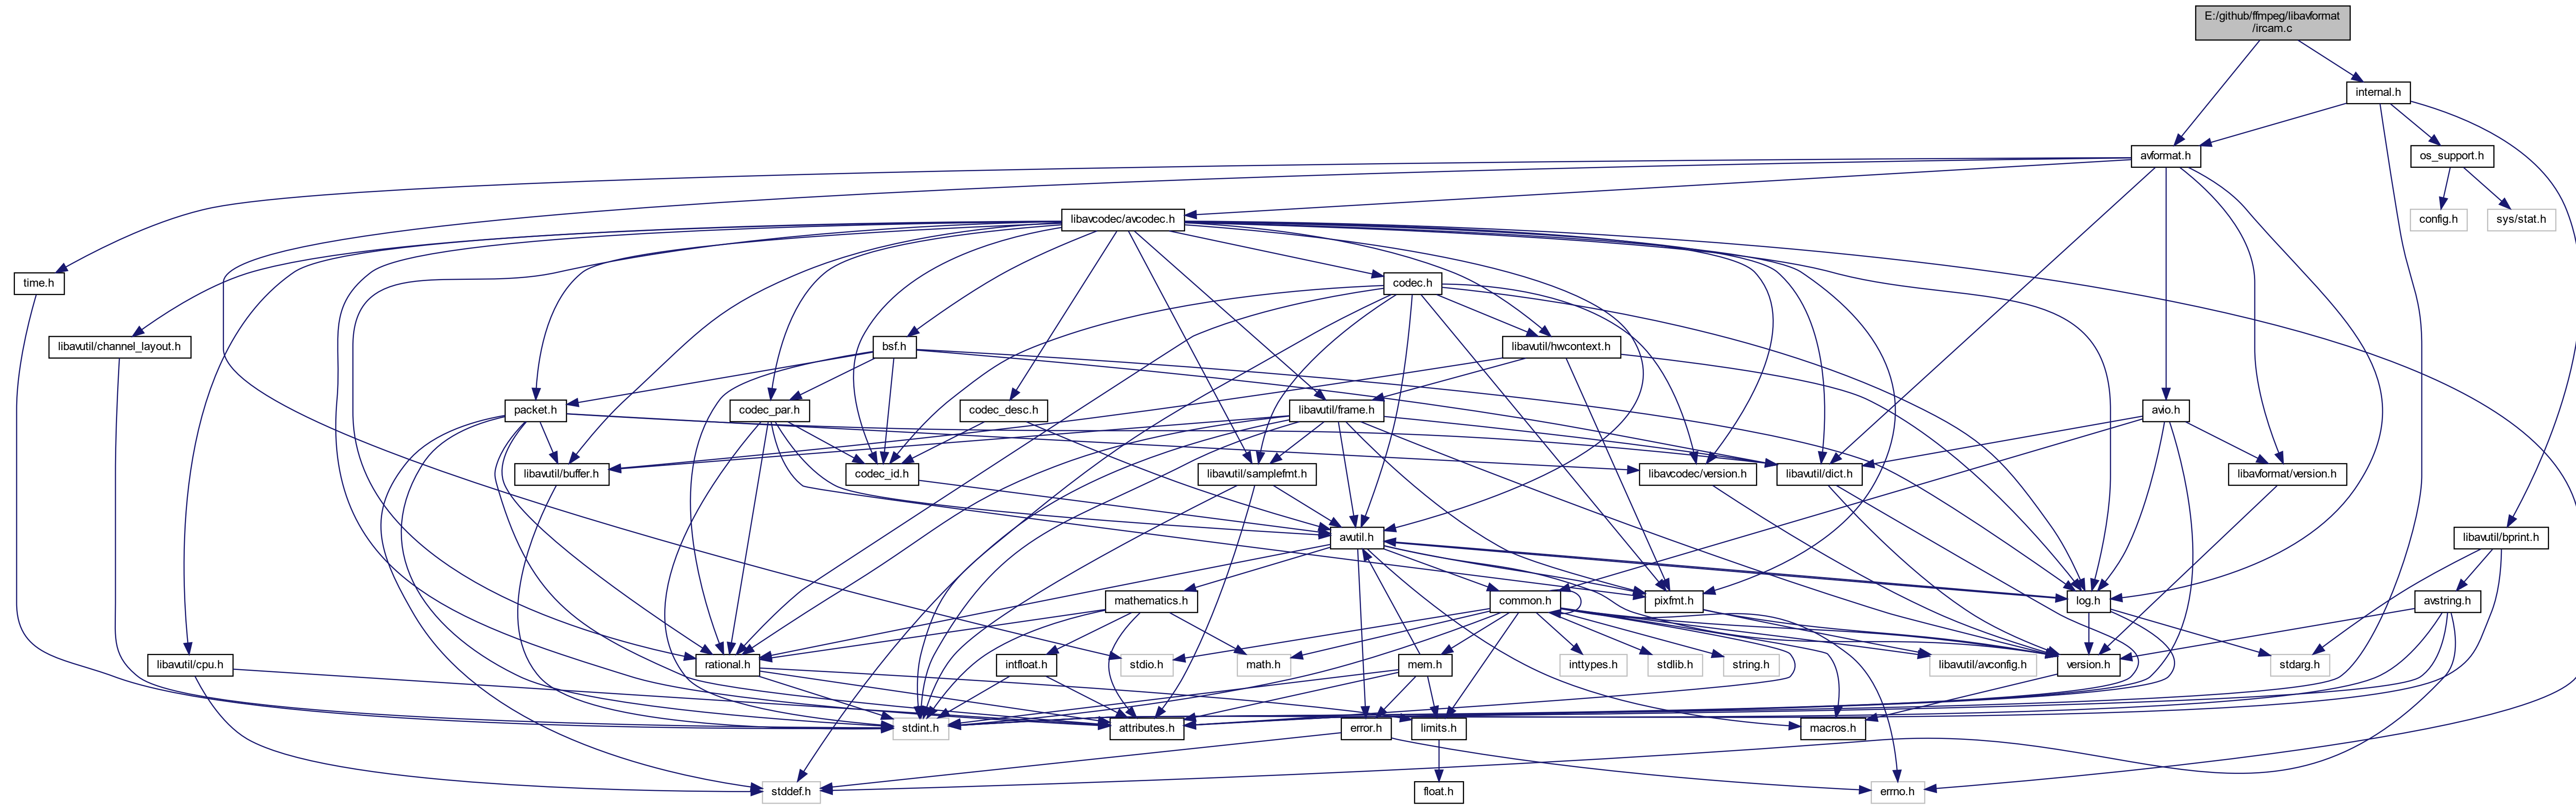 E:/github/ffmpeg/libavformat
/ircam.c
internal.h
avformat.h
os_support.h
libavcodec/avcodec.h
config.h
sys/stat.h
time.h
codec.h
libavutil/channel_layout.h
bsf.h
libavutil/hwcontext.h
packet.h
codec_par.h
codec_desc.h
libavutil/frame.h
avio.h
libavutil/buffer.h
codec_id.h
libavutil/samplefmt.h
libavcodec/version.h
libavutil/dict.h
libavformat/version.h
avutil.h
libavutil/bprint.h
mathematics.h
common.h
pixfmt.h
log.h
avstring.h
libavutil/cpu.h
rational.h
intfloat.h
stdio.h
math.h
mem.h
inttypes.h
stdlib.h
string.h
libavutil/avconfig.h
version.h
stdarg.h
stdint.h
attributes.h
error.h
limits.h
macros.h
stddef.h
float.h
errno.h